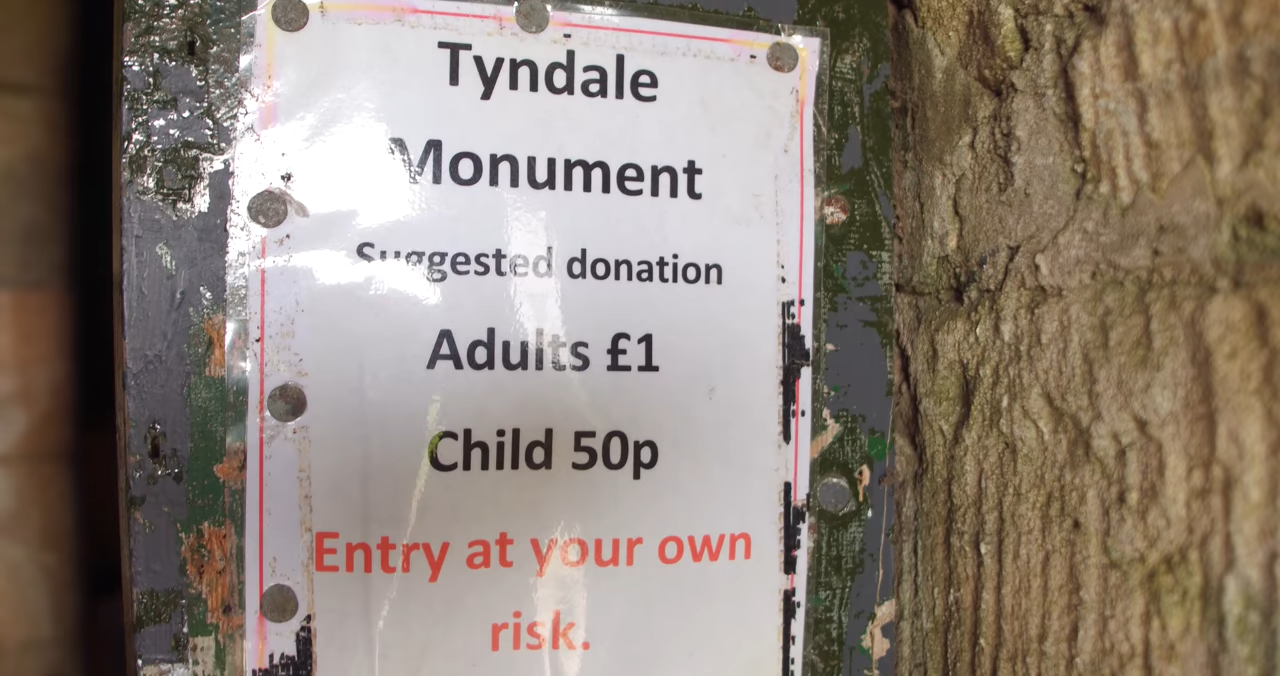 Tyndale
Monument
Suggested donation
Adults £1
Child 50p
Entry at your own
risk.